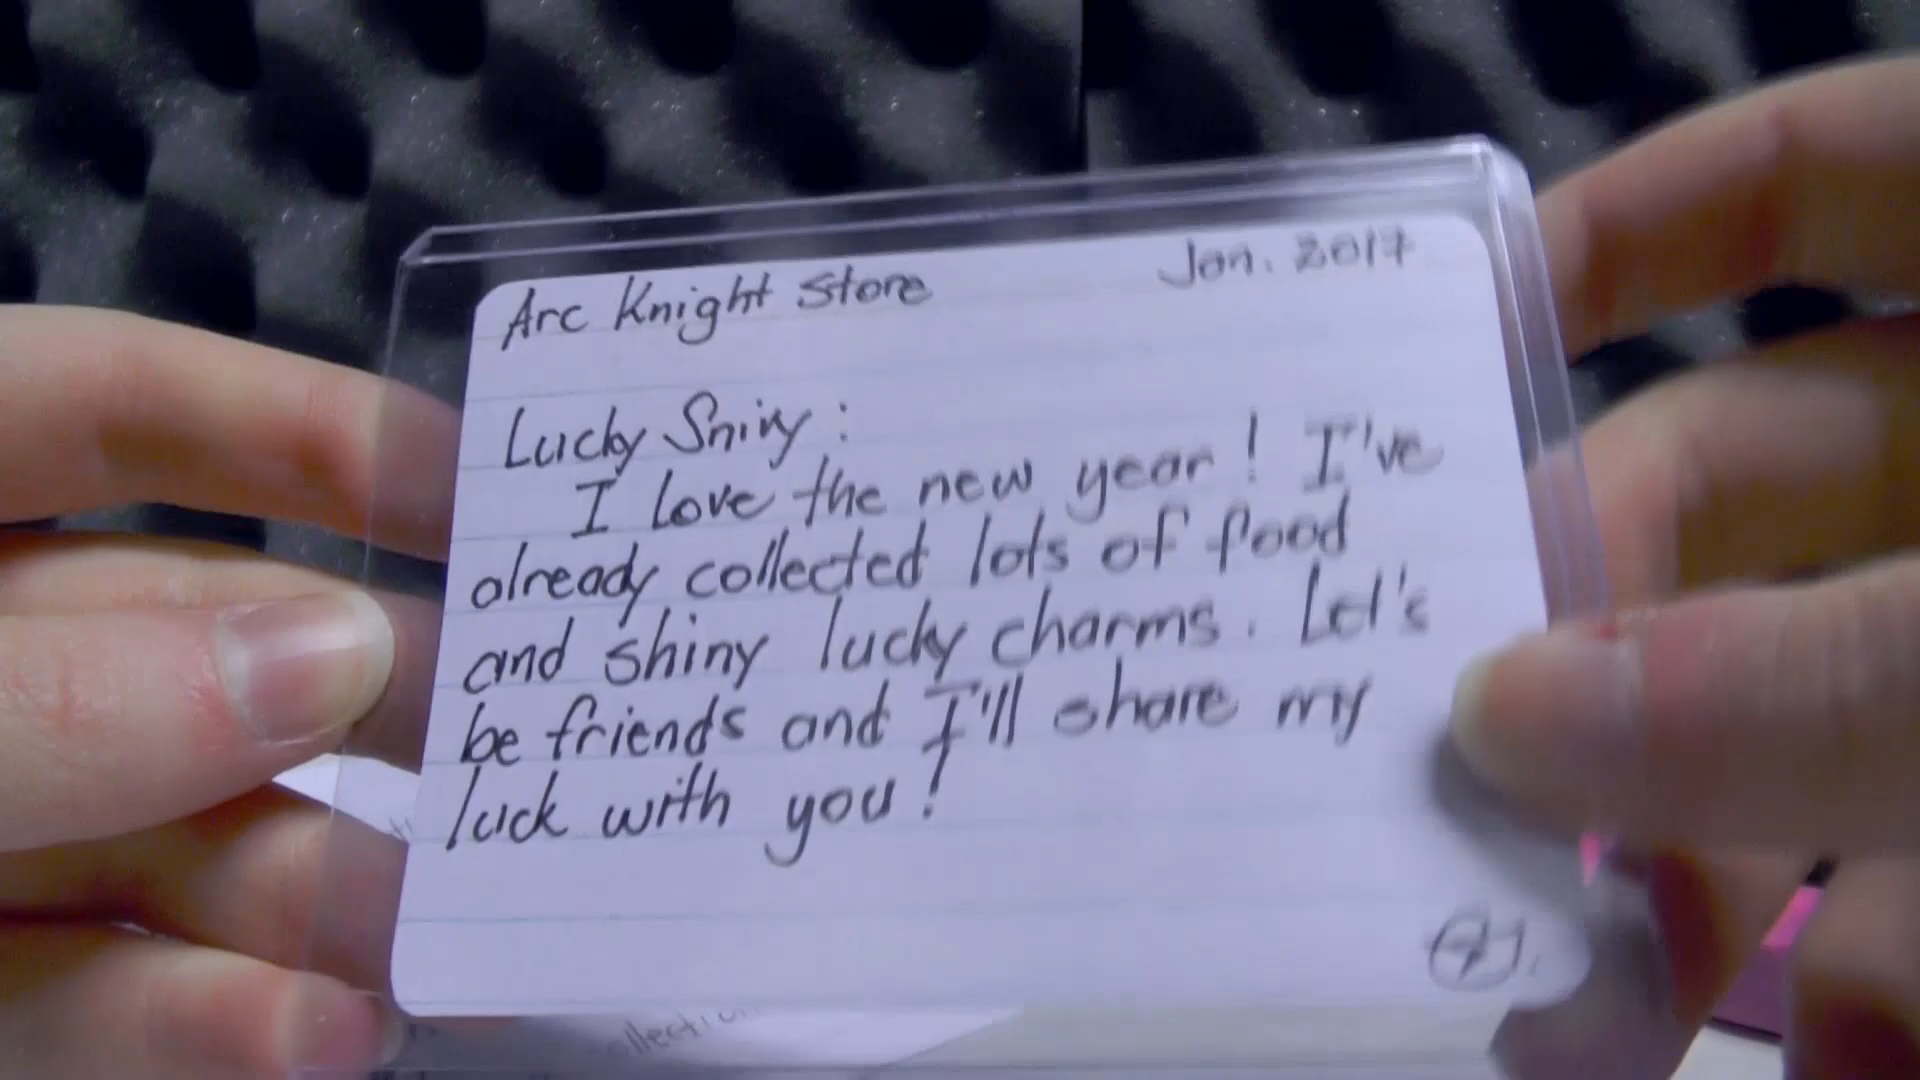 Arc Knight Store Jan. 2017
Lucky Snivy:
I love the new year! I've
already collected lots of food
and shiny lucky charms. Let's
be friends and I'll share my
luck with you!